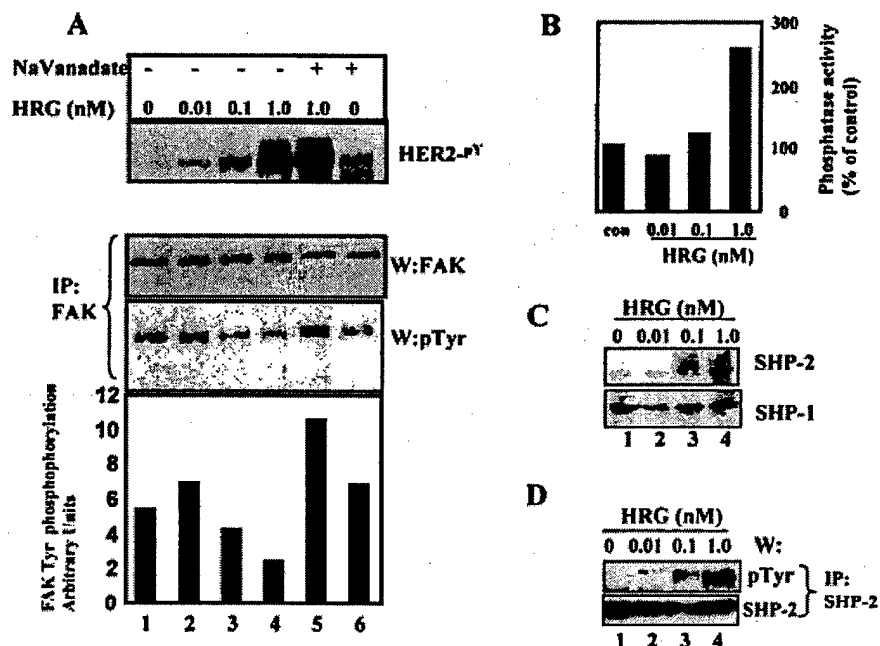 A
NaVanadate - - - - + +
HRG (nM) 0 0.01 0.1 1.0 1.0 0
HER2-pY
IP:
FAK
W:FAK
W:pTyr
FAK Tyr phosphophorylation
Arbitrary Units
12
10
8
6
4
2
0
1 2 3 4 5 6
B
300
200
100
0
Phosphatase activity
(% of control)
con 0.01 0.1 1.0
HRG (nM)
C
HRG (nM)
0 0.01 0.1 1.0
SHP-2
SHP-1
1 2 3 4
D
HRG (nM)
0 0.01 0.1 1.0 W:
pTyr
SHP-2
IP:
SHP-2
1 2 3 4